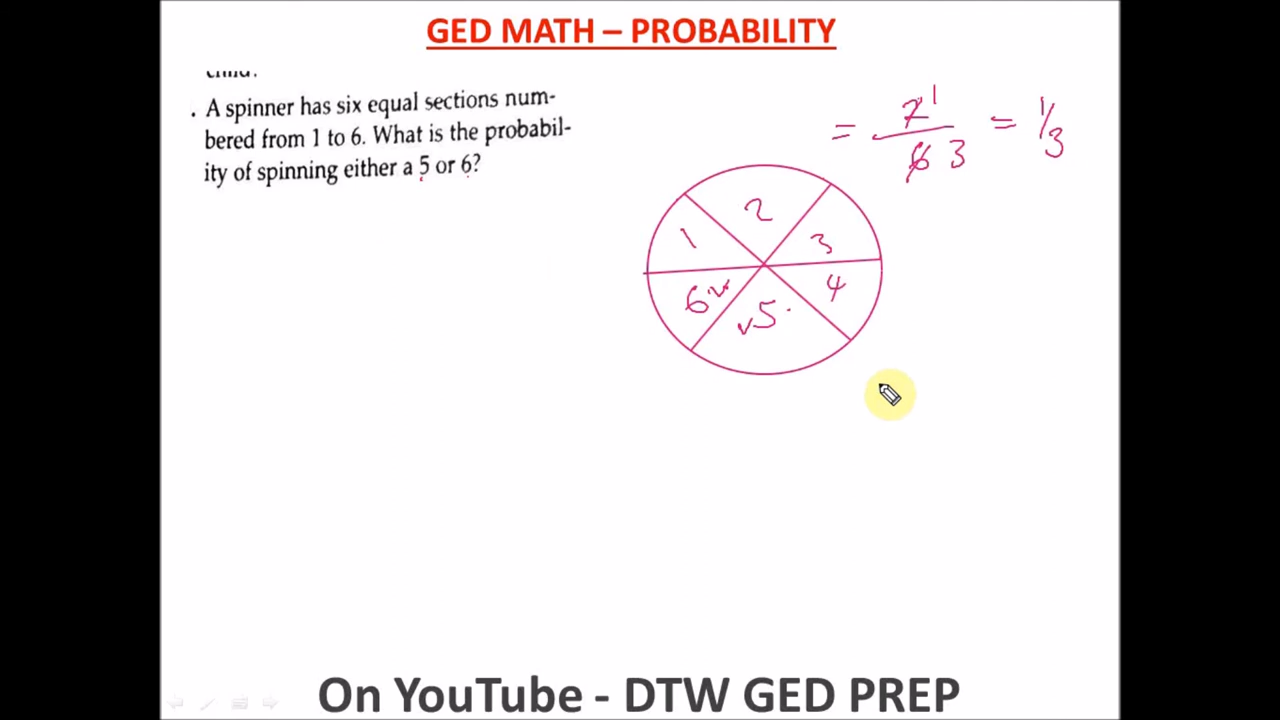 GED MATH – PROBABILITY
. A spinner has six equal sections num-
bered from 1 to 6. What is the probabil-
ity of spinning either a 5 or 6?
= 2 1 / 6 3 = 1/3
2
1
3
6
4
5
On YouTube - DTW GED PREP